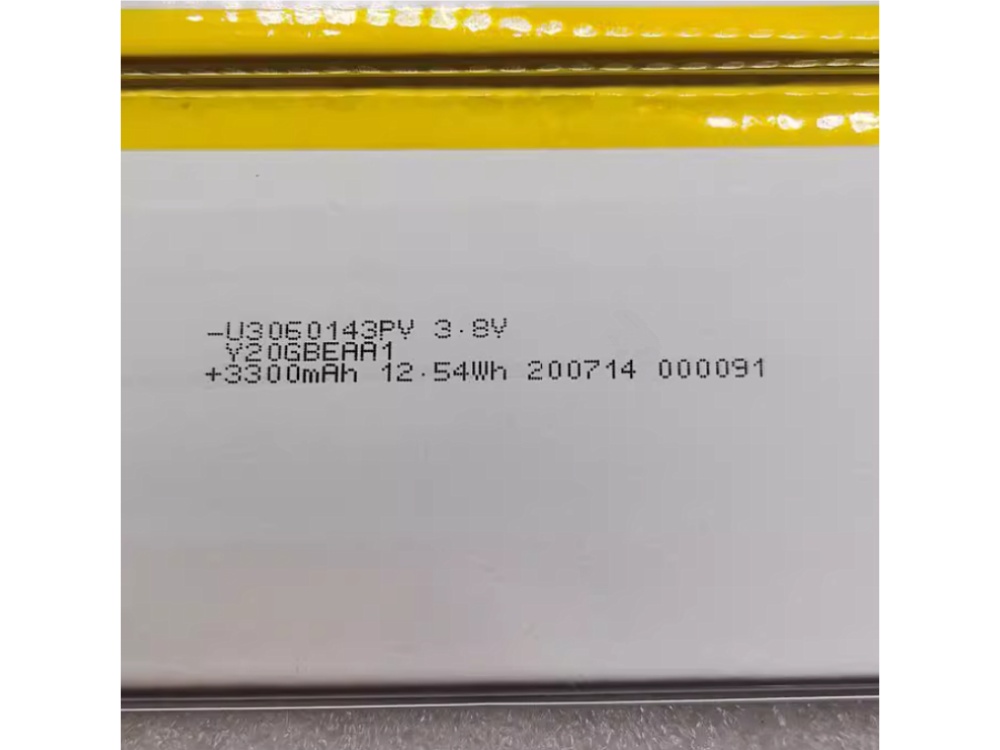 -U3060143PV 3.8V
Y20GBEAA1
+3300mAh 12.54Wh 200714 000091